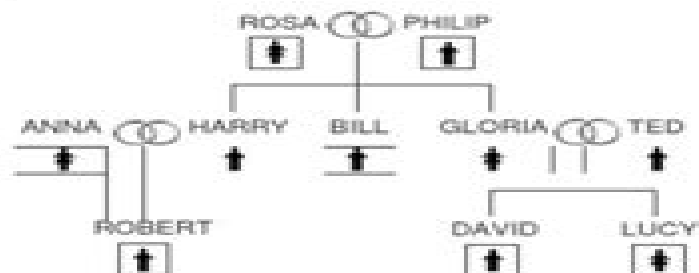 ROSA PHILIP
ANNA HARRY BILL GLORIA TED
ROBERT DAVID LUCY